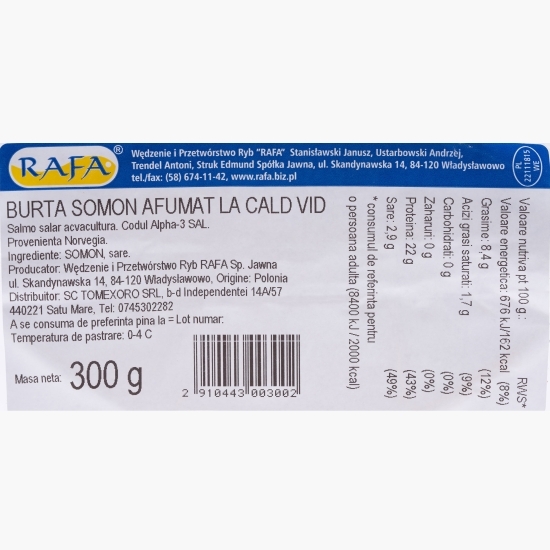 RAFA®
Wędzenie i Przetwórstwo Ryb "RAFA" Stanisławski Janusz, Ustarbowski Andrzej,
Trendel Antoni, Struk Edmund Spółka Jawna, ul. Skandynawska 14, 84-120 Władysławowo
tel./fax: (58) 674-11-42, www.rafa.biz.pl
PL
22111815
WE
BURTA SOMON AFUMAT LA CALD VID
Salmo salar acvacultura. Codul Alpha-3 SAL.
Provenienta Norvegia.
Ingrediente: SOMON, sare.
Producator: Wędzenie i Przetwórstwo Ryb RAFA Sp. Jawna
ul. Skandynawska 14, 84-120 Władysławowo, Origine: Polonia
Distribuitor: SC TOMEXORO SRL, b-d Independentei 14A/57
440221 Satu Mare, Tel: 0745302282
A se consuma de preferinta pina la = Lot numar:
Temperatura de pastrare: 0-4 C
Masa neta: 300 g
2 910443 003002
Valoare nutriva pt 100 g.: RWS*
Valoare energetica: 676 kJ/162 kcal (8%)
Grasime: 8,4 g (12%)
Acizi grasi saturati: 1,7 g (9%)
Carbohidrati: 0 g (0%)
Zaharuri: 0 g (0%)
Proteina: 22 g (43%)
Sare: 2,9 g (49%)
* consumul de referinta pentru
o persoana adulta (8400 kJ / 2000 kcal)